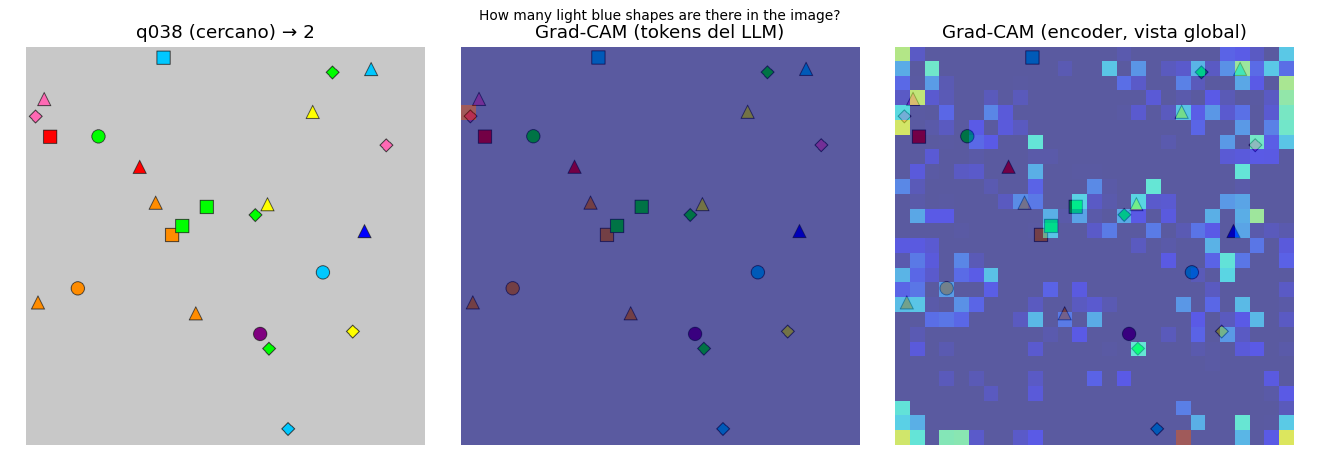 How many light blue shapes are there in the image?
q038 (cercano) → 2
Grad-CAM (tokens del LLM)
Grad-CAM (encoder, vista global)